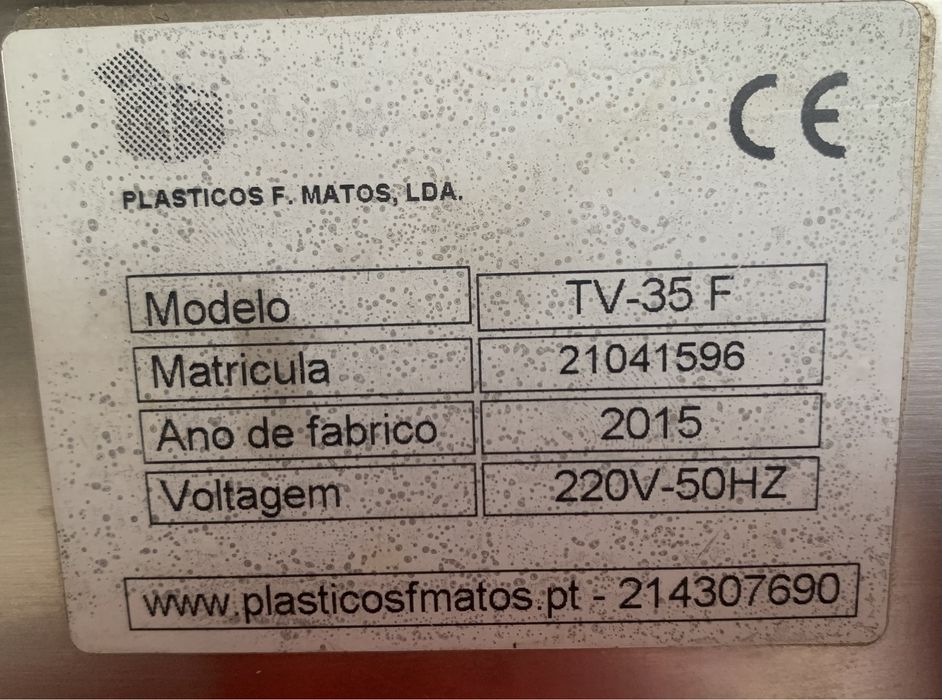 CE
PLASTICOS F. MATOS, LDA.
Modelo TV-35 F
Matricula 21041596
Ano de fabrico 2015
Voltagem 220V-50HZ
www.plasticosfmatos.pt - 214307690